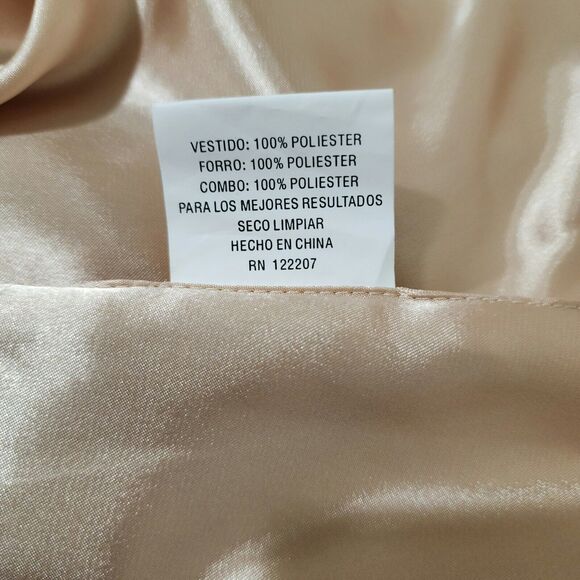 VESTIDO: 100% POLIESTER
FORRO: 100% POLIESTER
COMBO: 100% POLIESTER
PARA LOS MEJORES RESULTADOS
SECO LIMPIAR
HECHO EN CHINA
RN 122207